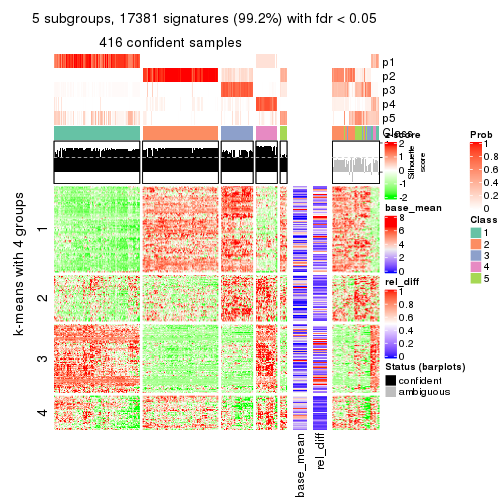 5 subgroups, 17381 signatures (99.2%) with fdr < 0.05
416 confident samples
p1
p2
p3
p4
p5
Class
Silhouette
score
k-means with 4 groups
1
2
3
4
base_mean
rel_diff
z-score
2
1
0
-1
-2
base_mean
8
6
4
2
0
rel_diff
1
0.8
0.6
0.4
0.2
0
Status (barplots)
confident
ambiguous
Prob
1
0.8
0.6
0.4
0.2
0
Class
1
2
3
4
5